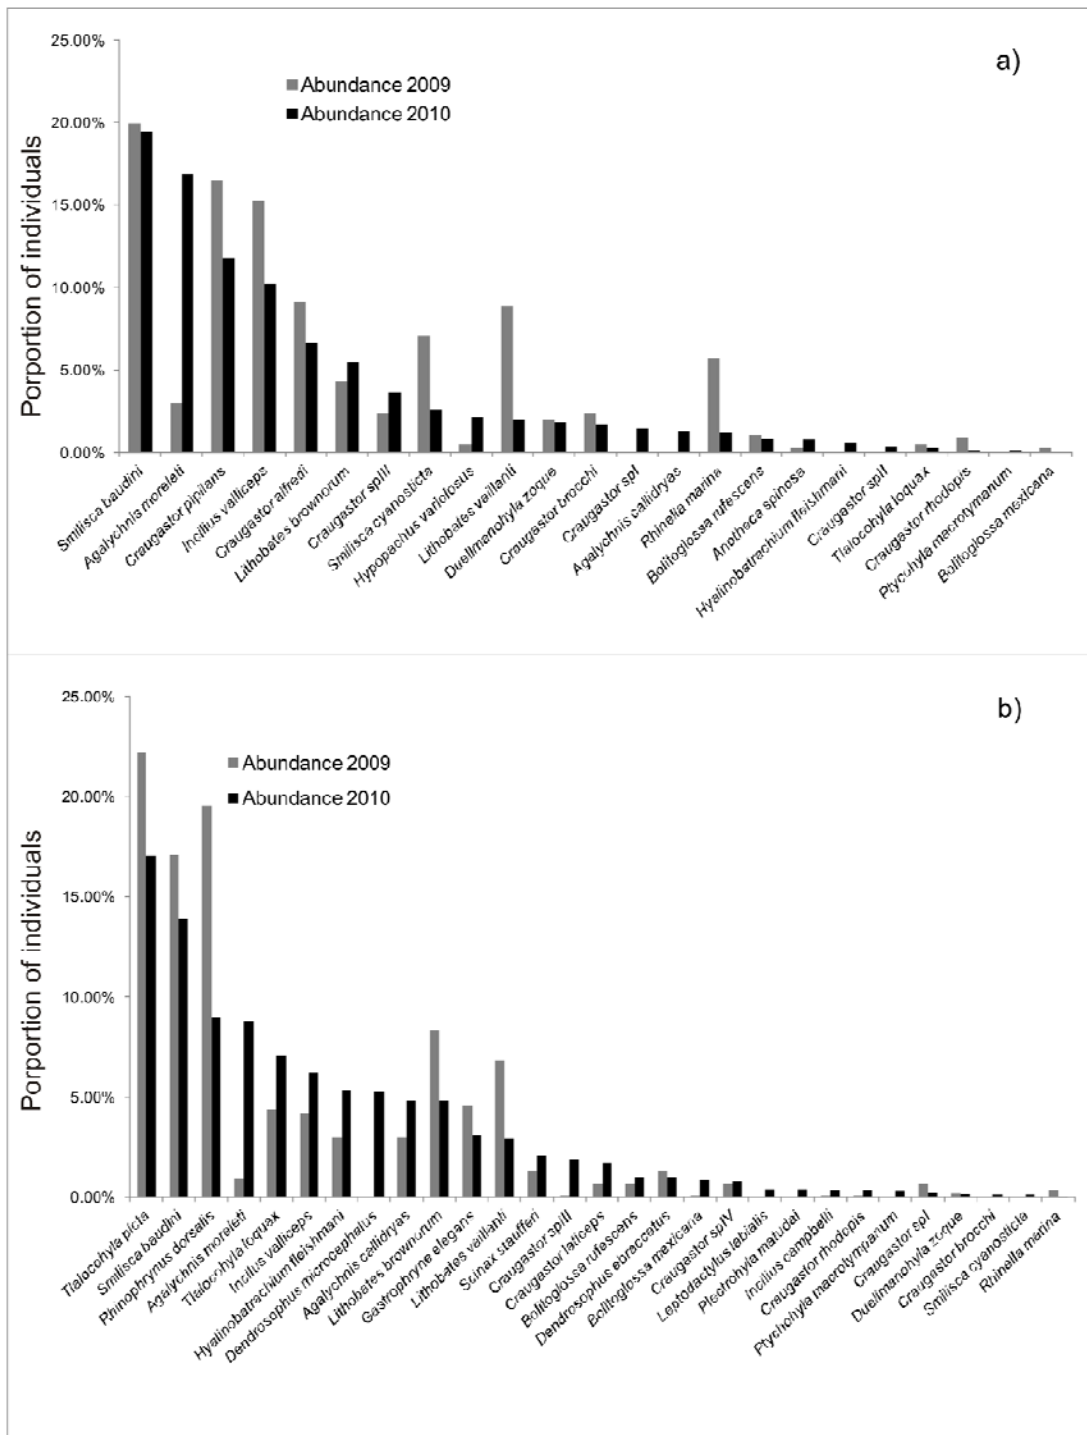 a)
25.00%
20.00%
15.00%
10.00%
5.00%
0.00%
Porportion of individuals
Abundance 2009
Abundance 2010
Smilisca baudini
Agalychnis moreleti
Craugastor pipilans
Incilius valliceps
Craugastor alfredi
Lithobates brownorum
Craugastor spIII
Smilisca cyanosticta
Hypopachus variolosus
Lithobates vaillanti
Duellmanohyla zoque
Craugastor brocchi
Craugastor spI
Agalychnis callidryas
Rhinella marina
Bolitoglossa rufescens
Anotheca spinosa
Hyalinobatrachium fleishmani
Craugastor spII
Tlalocohyla loquax
Craugastor rhodopis
Ptycohyla macrotymanum
Bolitoglossa mexicana
b)
25.00%
20.00%
15.00%
10.00%
5.00%
0.00%
Porportion of individuals
Abundance 2009
Abundance 2010
Tlalocohyla picta
Smilisca baudini
Rhinophrynus dorsalis
Agalychnis moreleti
Tlalocohyla loquax
Incilus valliceps
Hyalinobatrachium fleishmani
Dendrosophus microcephalus
Agalychnis callidryas
Lithobates brownorum
Gastrophryne elegans
Lithobates vaillanti
Scinax staufferi
Craugastor spIII
Craugastor laticeps
Bolitoglossa rufescens
Dendrosophus ebraccatus
Bolitoglossa mexicana
Craugastor spIV
Leptodactylus labialis
Plectrohyla matudai
Incilius campbelli
Craugastor rhodopis
Ptychohyla macrotympanum
Craugastor spI
Duellmanohyla zoque
Craugastor brocchi
Smilisca cyanosticla
Rhinella marina